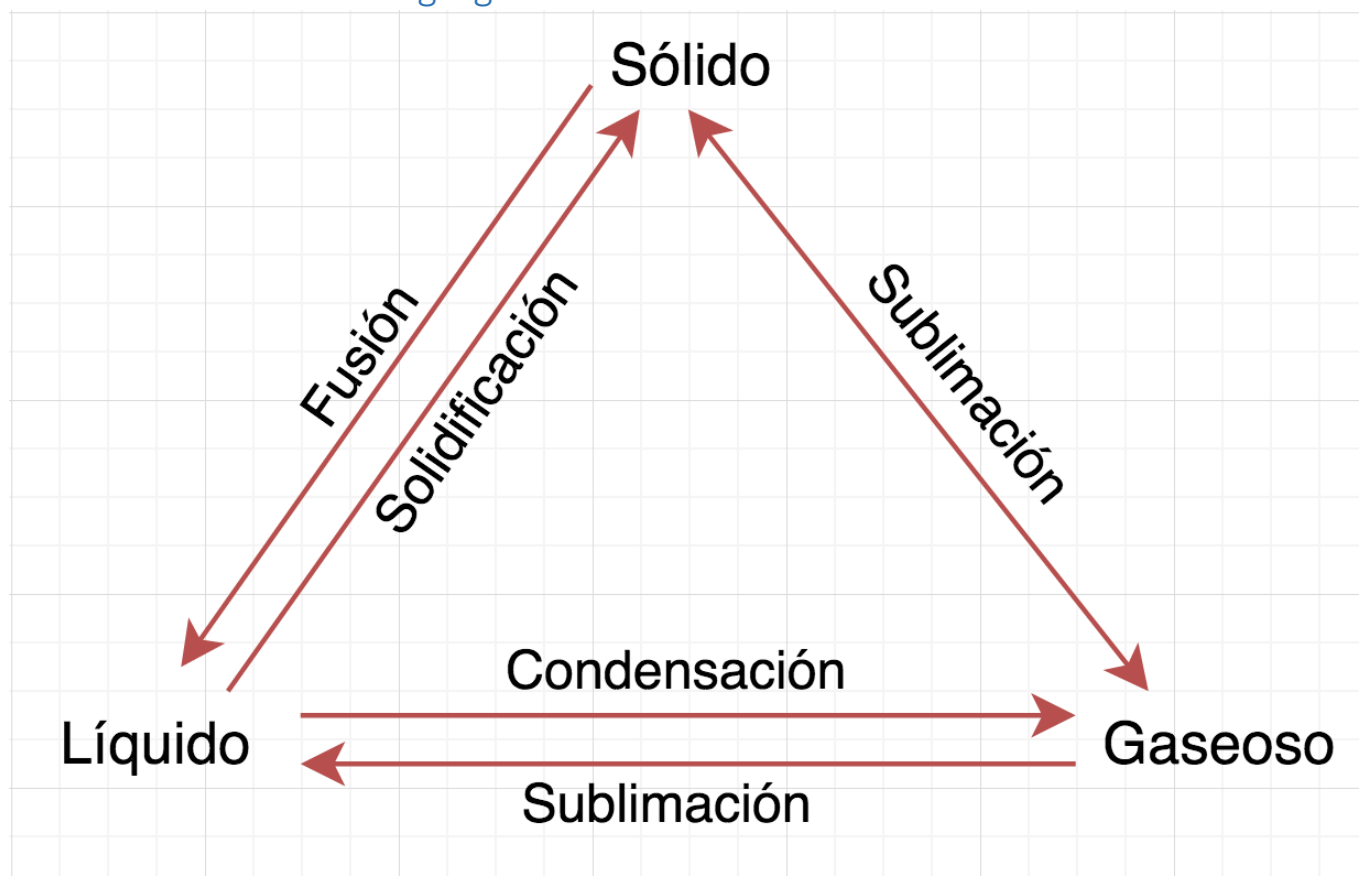 Sólido
Fusión
Solidificación
Sublimación
Condensación
Líquido
Gaseoso
Sublimación